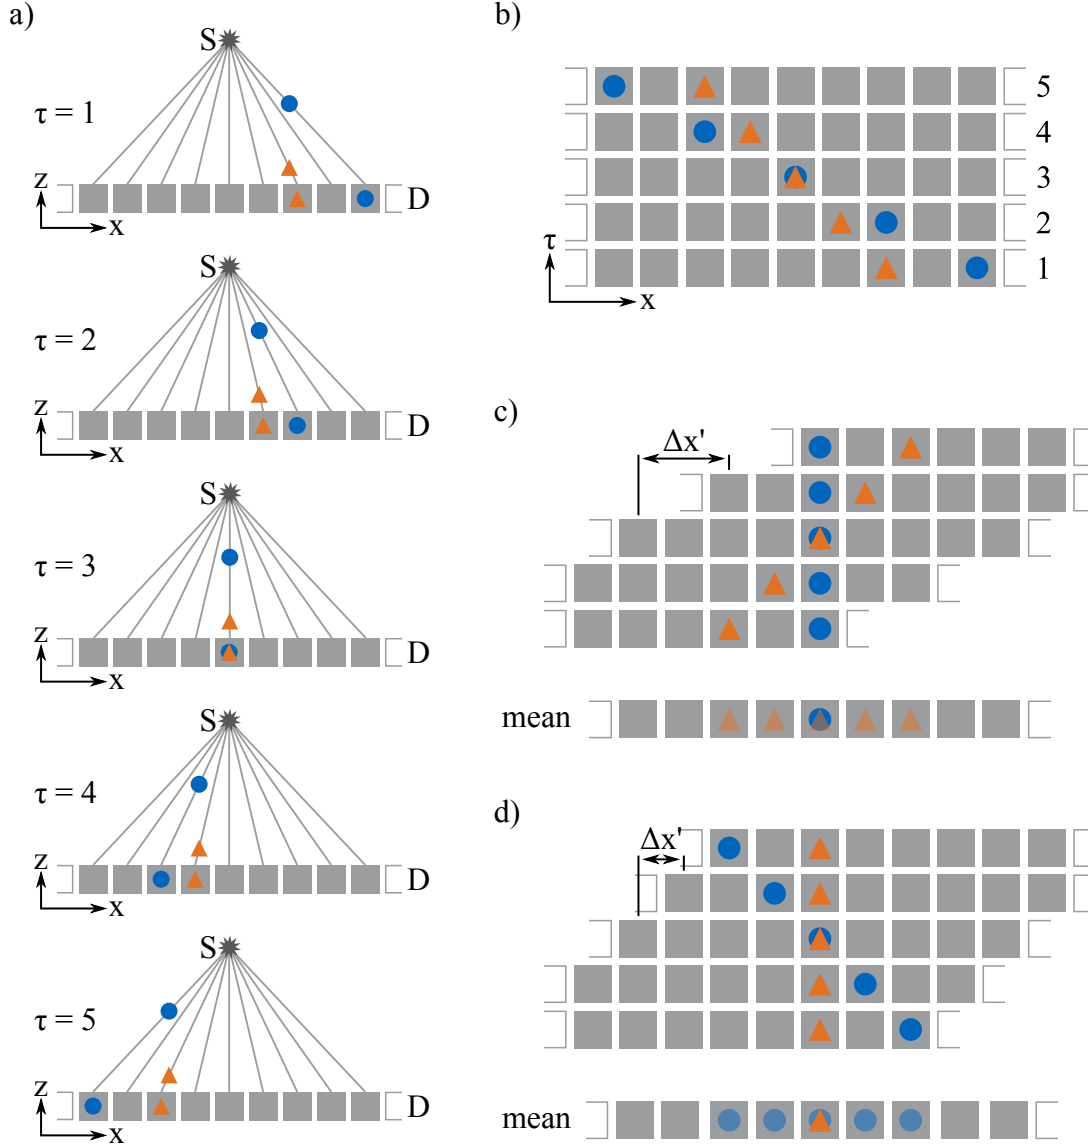 a)
S
τ = 1
z
x
D
S
τ = 2
z
x
D
S
τ = 3
z
x
D
S
τ = 4
z
x
D
S
τ = 5
z
x
D
b)
5
4
3
2
1
τ
x
c)
Δx'
mean
d)
Δx'
mean